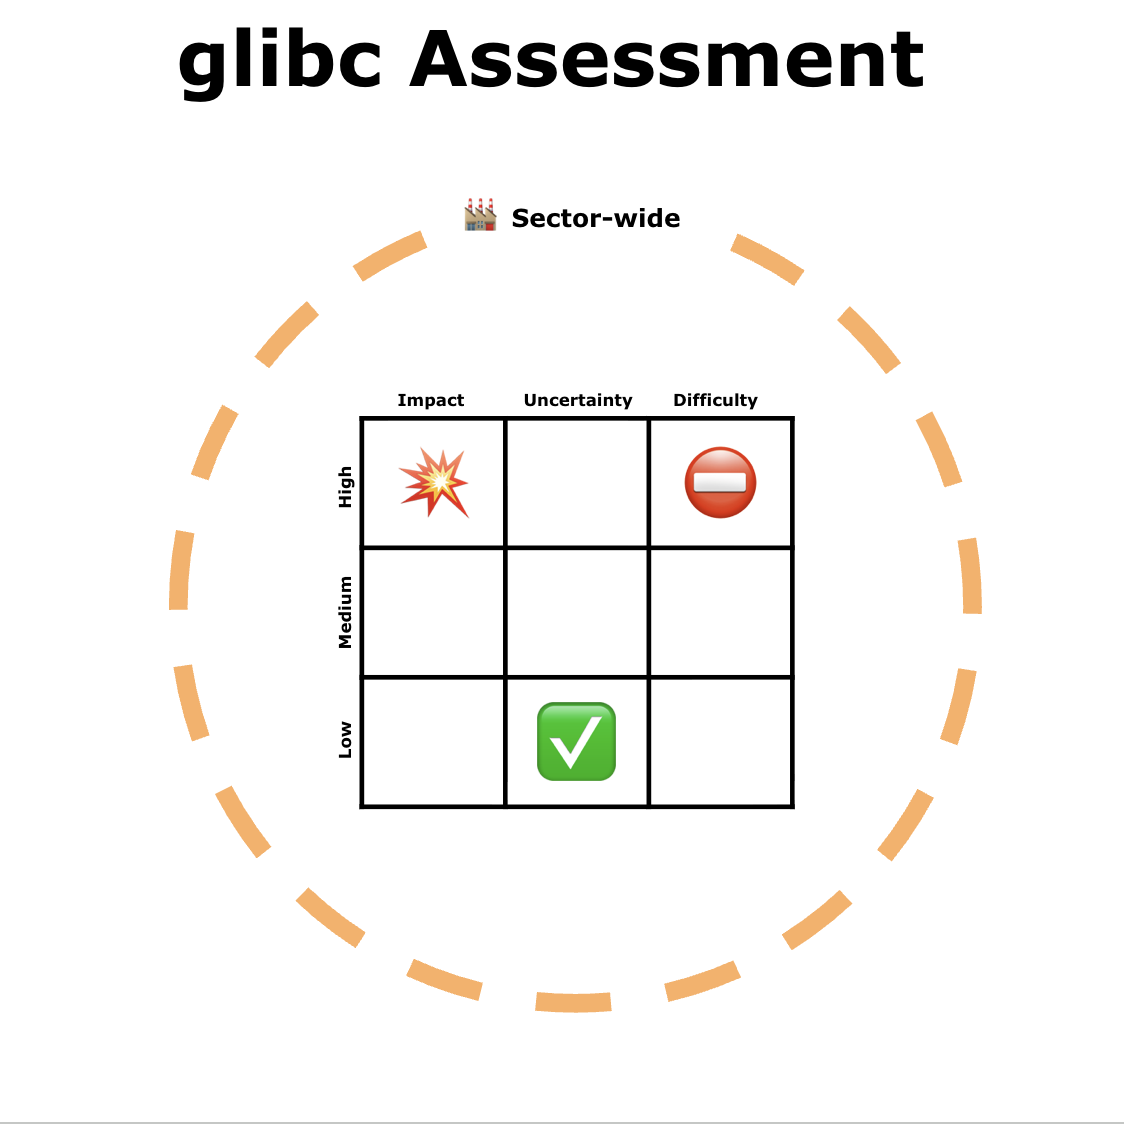 glibc Assessment
Sector-wide
Impact Uncertainty Difficulty
High
Medium
Low